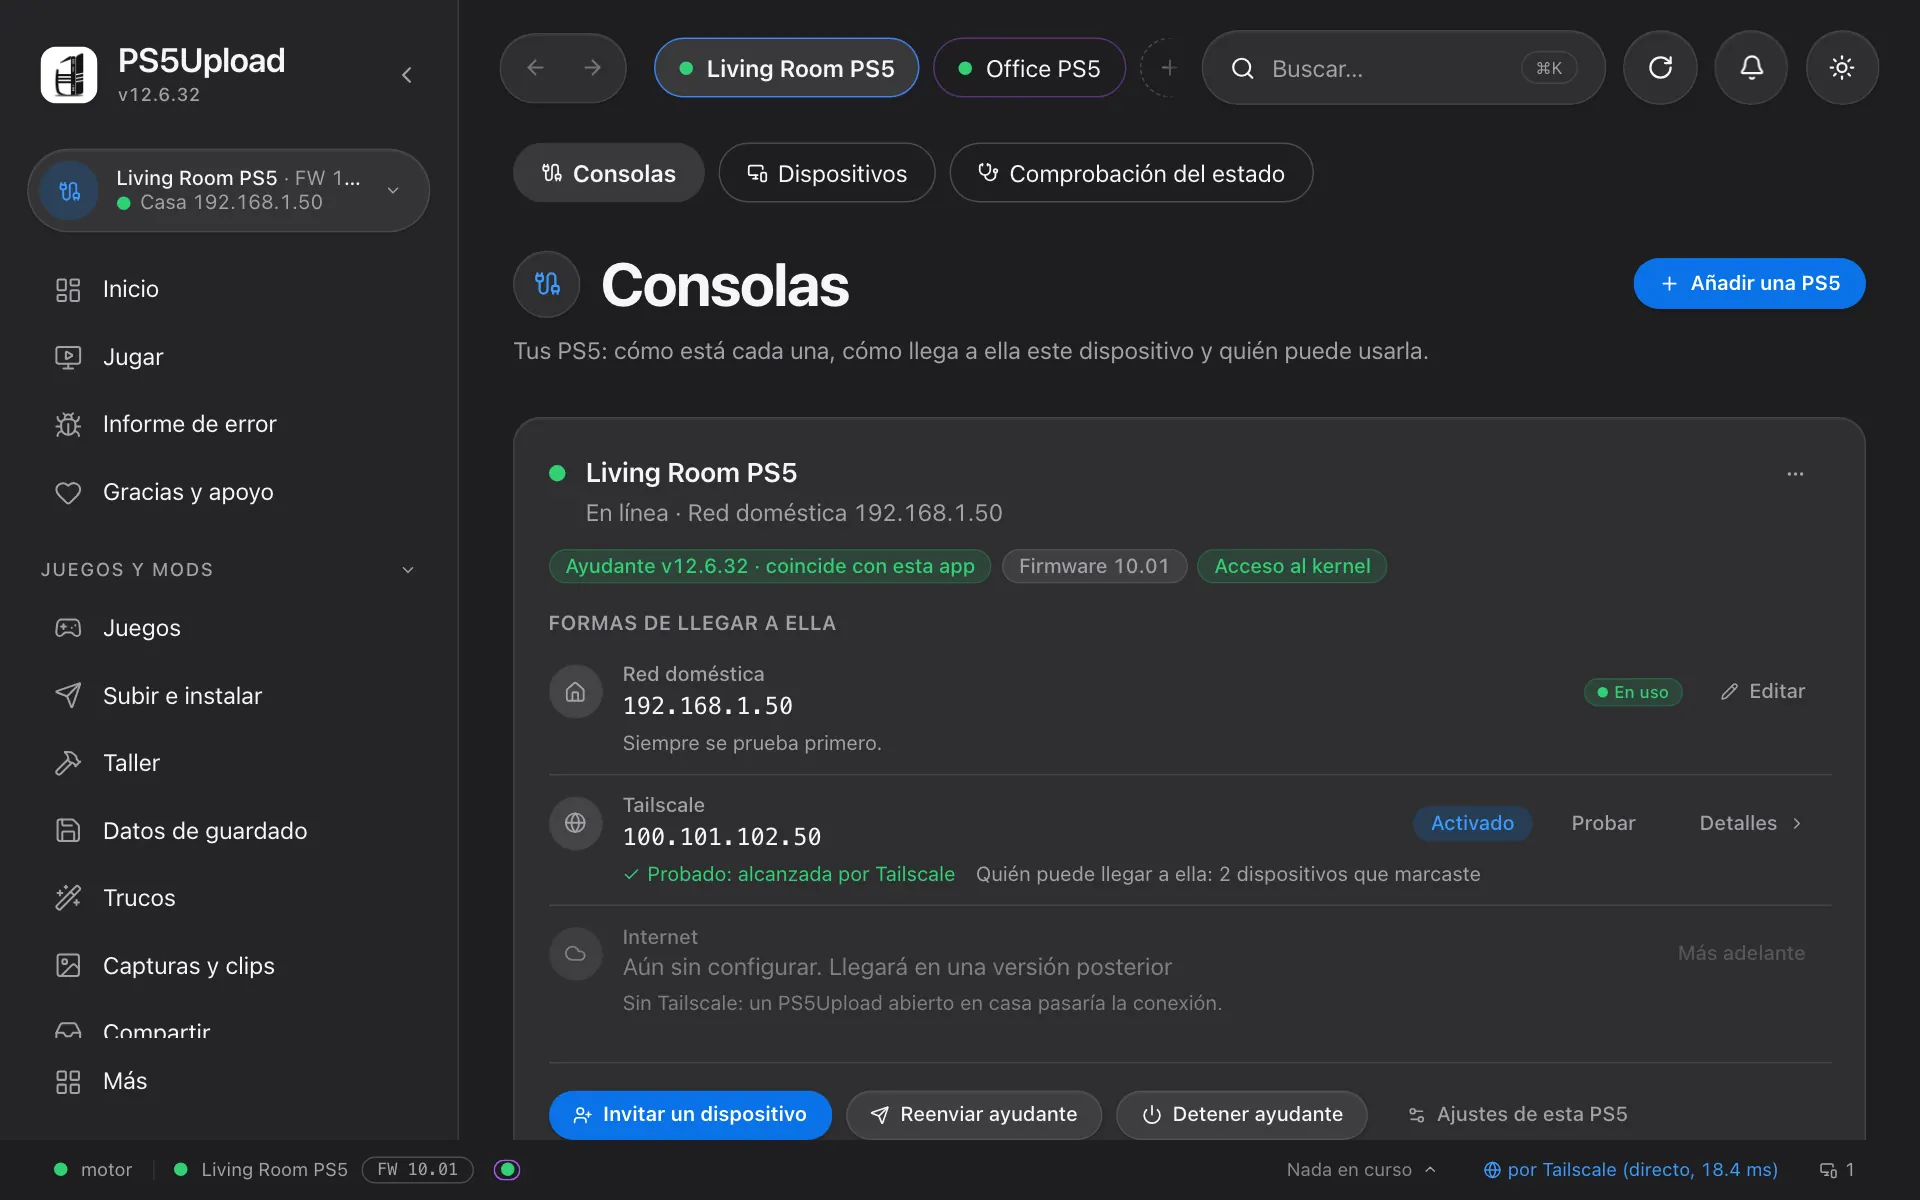 PS5Upload
v12.6.32
Living Room PS5 · FW 1...
Casa 192.168.1.50
Inicio
Jugar
Informe de error
Gracias y apoyo
JUEGOS Y MODS
Juegos
Subir e instalar
Taller
Datos de guardado
Trucos
Capturas y clips
Compartir
Más
Living Room PS5
Office PS5
Buscar...
⌘K
Consolas
Dispositivos
Comprobación del estado
Consolas
Añadir una PS5
Tus PS5: cómo está cada una, cómo llega a ella este dispositivo y quién puede usarla.
Living Room PS5
En línea · Red doméstica 192.168.1.50
Ayudante v12.6.32 · coincide con esta app
Firmware 10.01
Acceso al kernel
FORMAS DE LLEGAR A ELLA
Red doméstica
192.168.1.50
Siempre se prueba primero.
En uso
Editar
Tailscale
100.101.102.50
Probado: alcanzada por Tailscale
Quién puede llegar a ella: 2 dispositivos que marcaste
Activado
Probar
Detalles
Internet
Aún sin configurar. Llegará en una versión posterior
Sin Tailscale: un PS5Upload abierto en casa pasaría la conexión.
Más adelante
Invitar un dispositivo
Reenviar ayudante
Detener ayudante
Ajustes de esta PS5
motor
Living Room PS5
FW 10.01
Nada en curso
por Tailscale (directo, 18.4 ms)
1